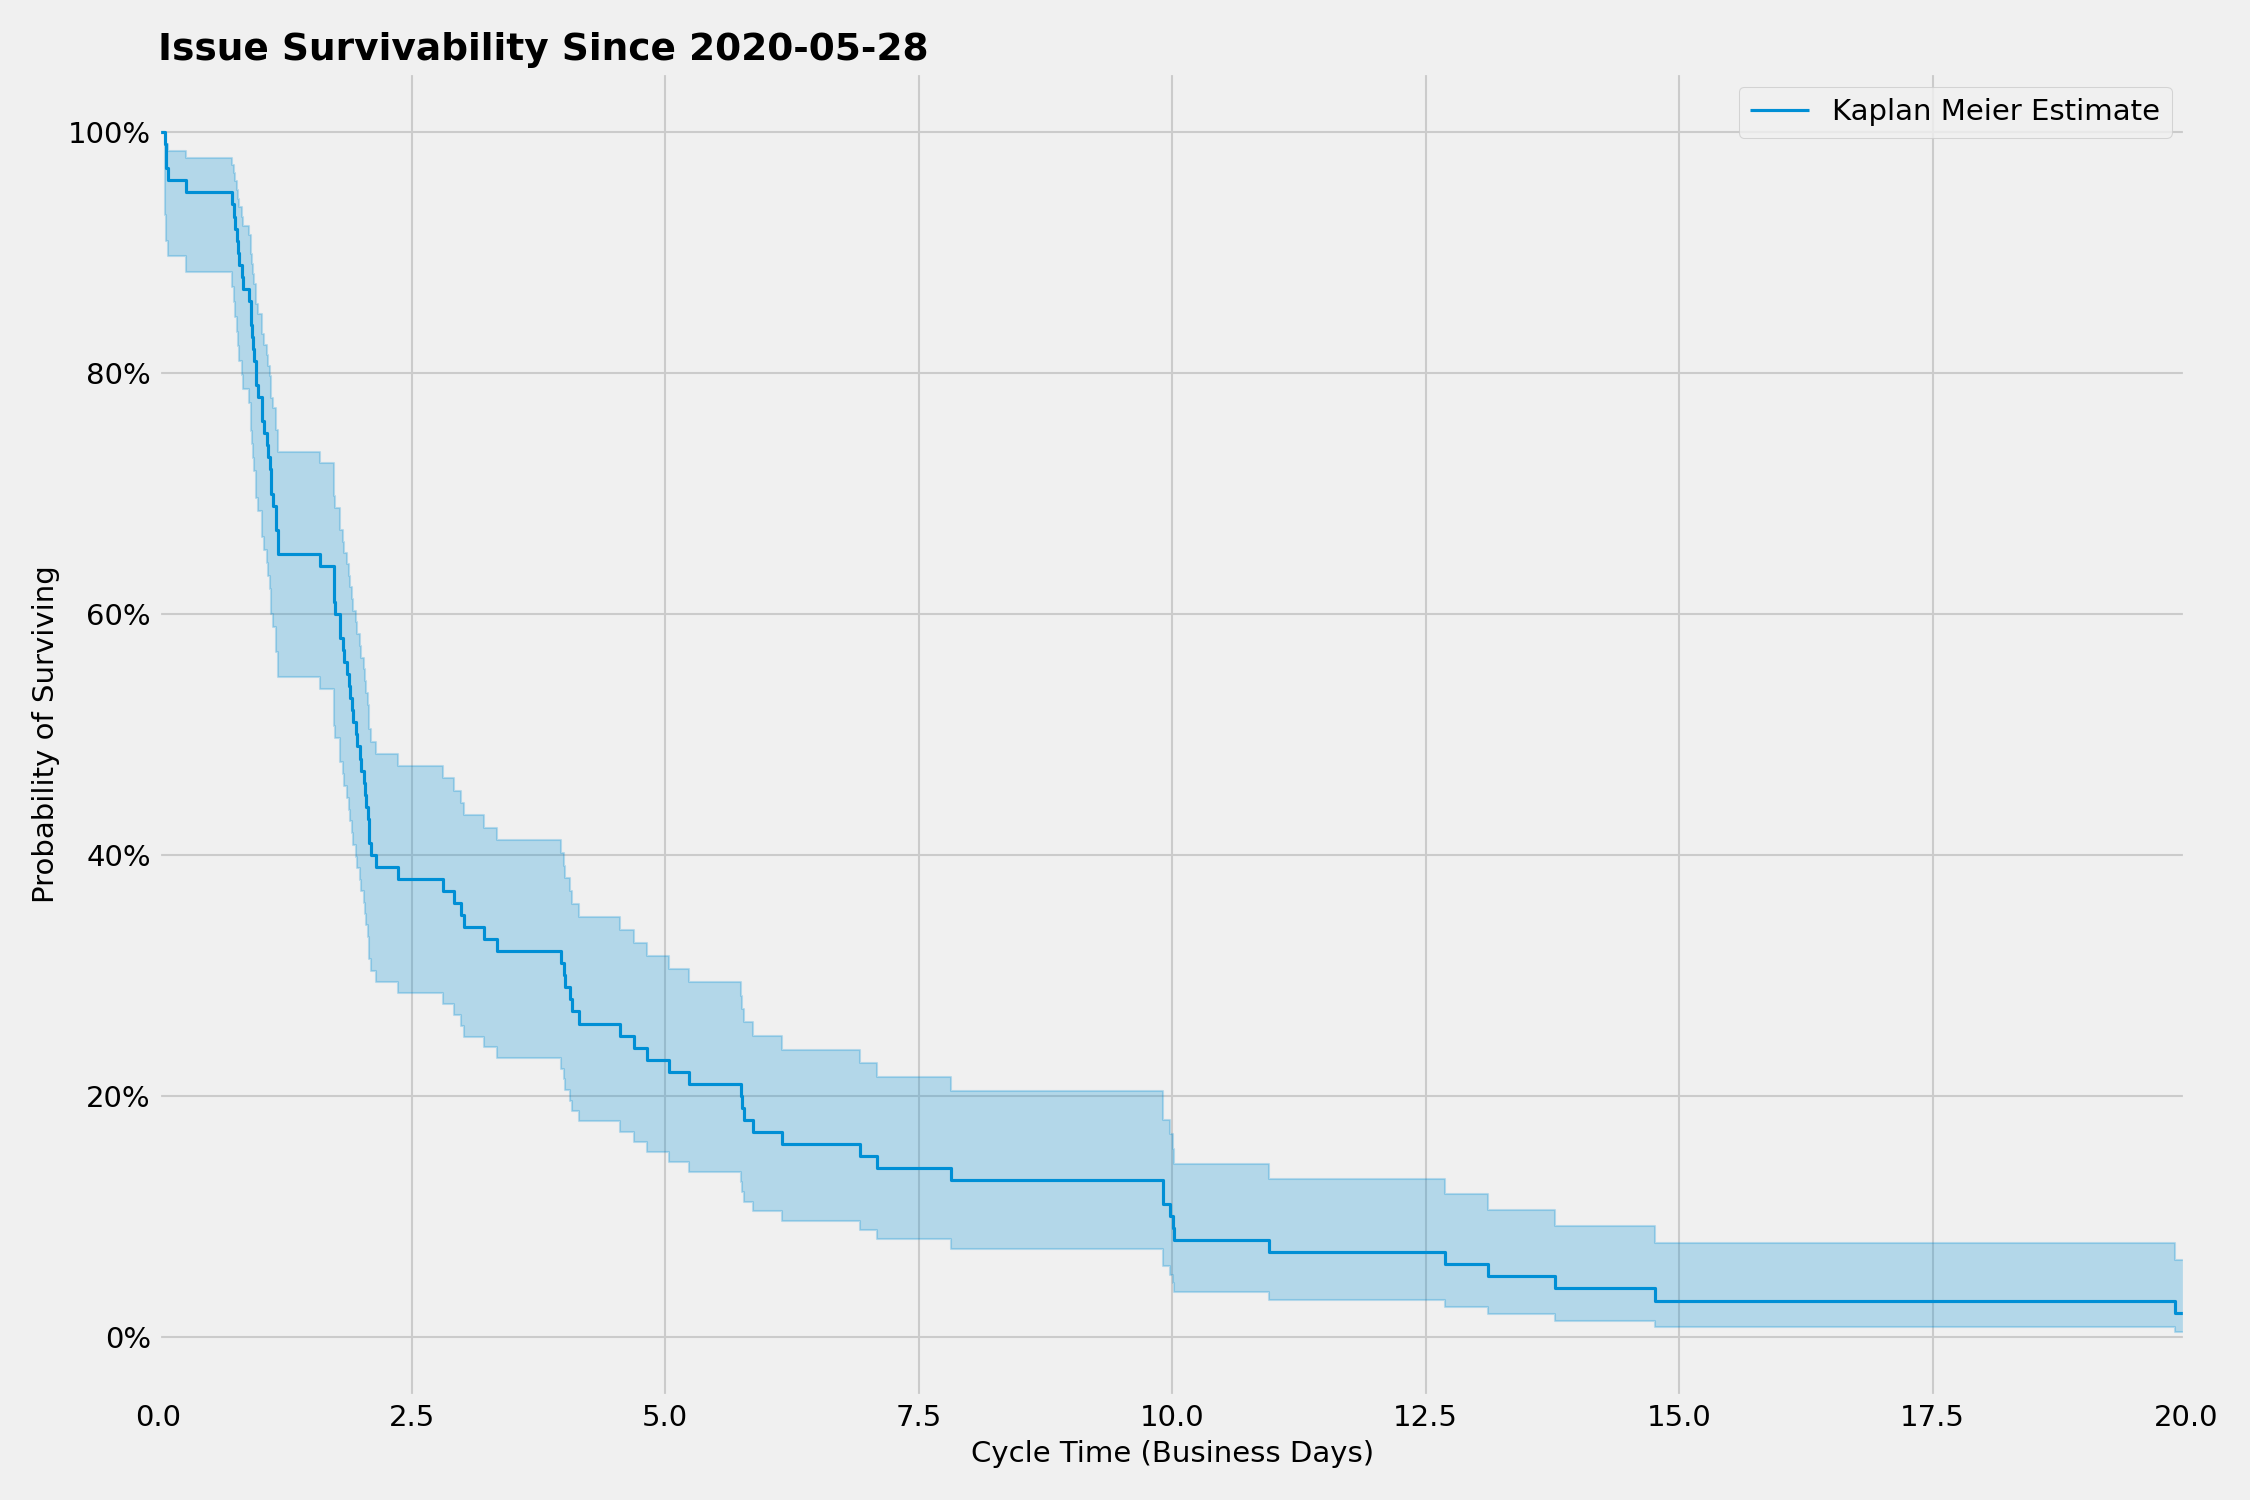 Issue Survivability Since 2020-05-28
Kaplan Meier Estimate
Probability of Surviving
100%
80%
60%
40%
20%
0%
0.0 2.5 5.0 7.5 10.0 12.5 15.0 17.5 20.0
Cycle Time (Business Days)